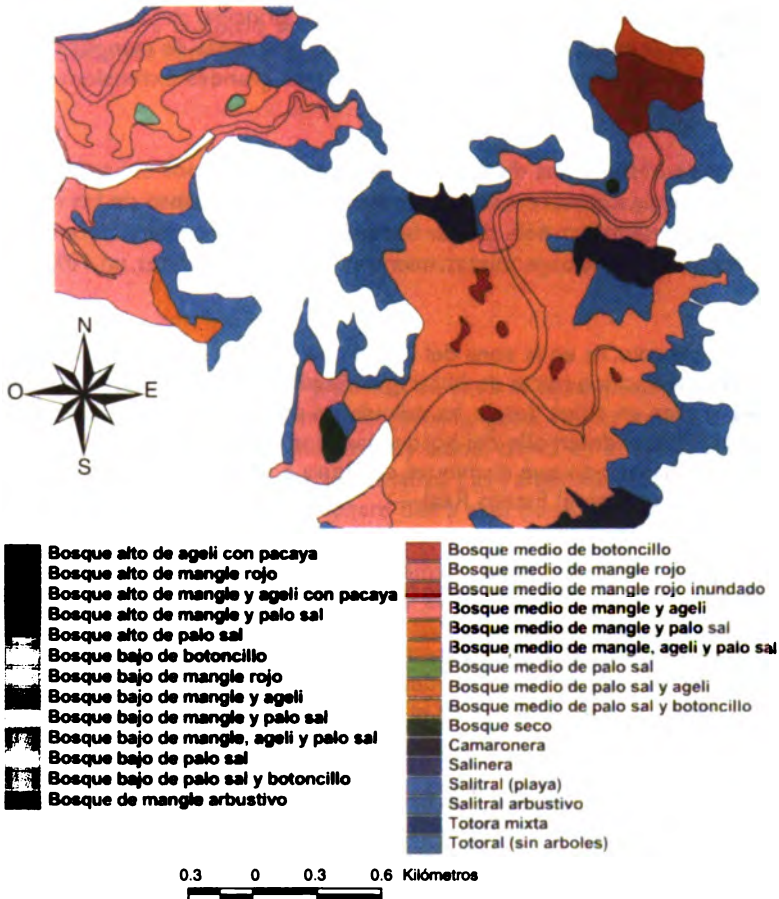 N
O
E
S
Bosque alto de ageli con pacaya
Bosque alto de mangle rojo
Bosque alto de mangle y ageli con pacaya
Bosque alto de mangle y palo sal
Bosque alto de palo sal
Bosque bajo de botoncillo
Bosque bajo de mangle rojo
Bosque bajo de mangle y ageli
Bosque bajo de mangle y palo sal
Bosque bajo de mangle, ageli y palo sal
Bosque bajo de palo sal
Bosque bajo de palo sal y botoncillo
Bosque de mangle arbustivo
Bosque medio de botoncillo
Bosque medio de mangle rojo
Bosque medio de mangle rojo inundado
Bosque medio de mangle y ageli
Bosque medio de mangle y palo sal
Bosque medio de mangle, ageli y palo sal
Bosque medio de palo sal
Bosque medio de palo sal y ageli
Bosque medio de palo sal y botoncillo
Bosque seco
Camaronera
Salinera
Salitral (playa)
Salitral arbustivo
Totora mixta
Totoral (sin arboles)
0.3 0 0.3 0.6 Kilómetros